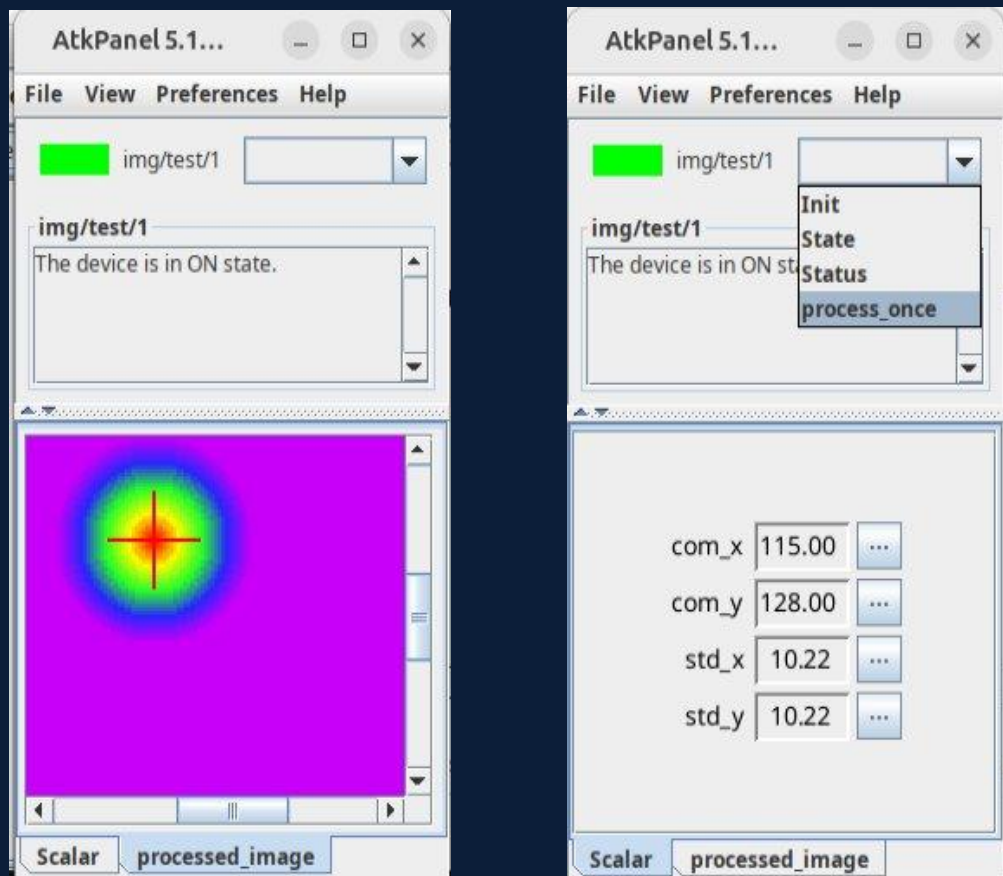 AtkPanel 5.1...
File View Preferences Help
img/test/1
img/test/1
The device is in ON state.
Scalar processed_image
AtkPanel 5.1...
File View Preferences Help
img/test/1
Init
State
Status
process_once
img/test/1
The device is in ON sta
com_x 115.00 ...
com_y 128.00 ...
std_x 10.22 ...
std_y 10.22 ...
Scalar processed_image